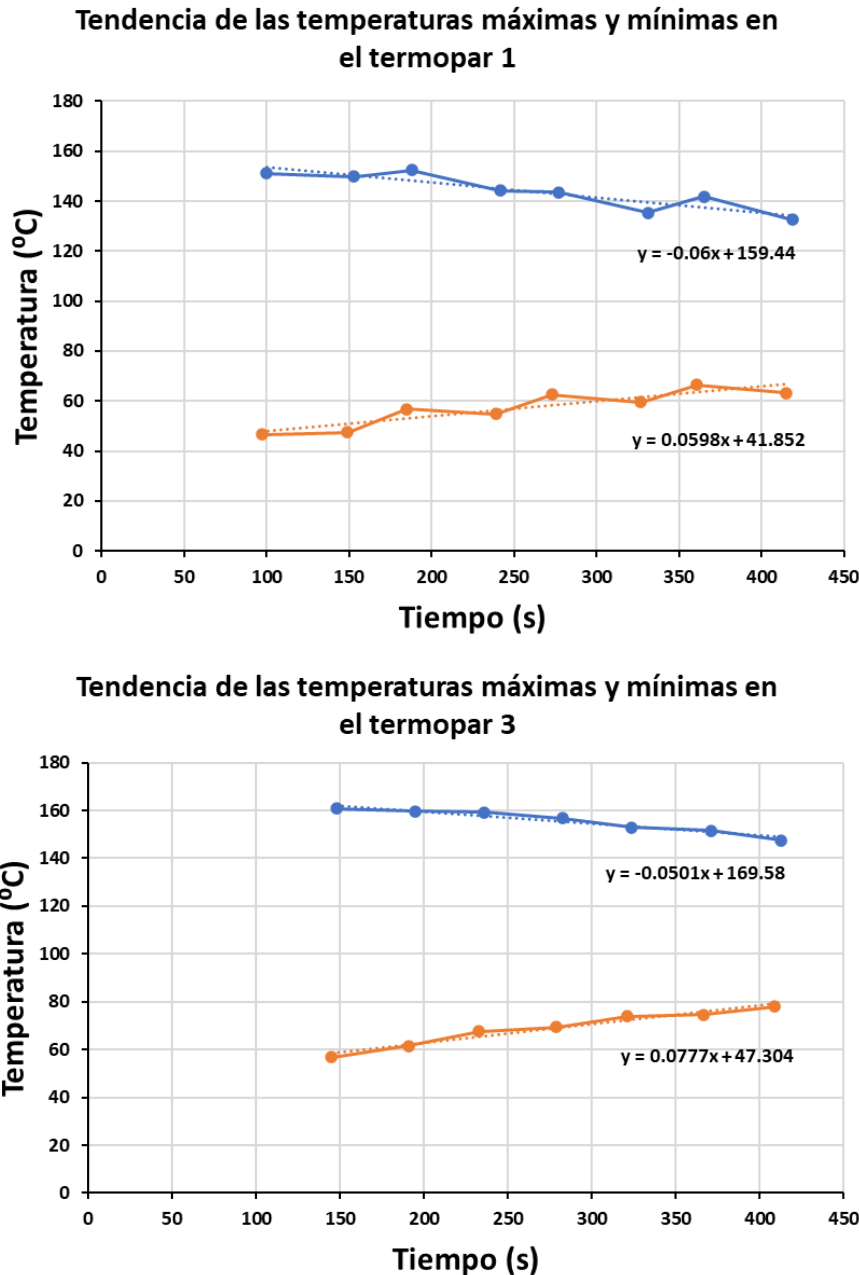 Tendencia de las temperaturas máximas y mínimas en
el termopar 1
180
160
140
120
100
80
60
40
20
0
Temperatura (ºC)
y = -0.06x + 159.44
y = 0.0598x + 41.852
0 50 100 150 200 250 300 350 400 450
Tiempo (s)
Tendencia de las temperaturas máximas y mínimas en
el termopar 3
180
160
140
120
100
80
60
40
20
0
Temperatura (ºC)
y = -0.0501x + 169.58
y = 0.0777x + 47.304
0 50 100 150 200 250 300 350 400 450
Tiempo (s)